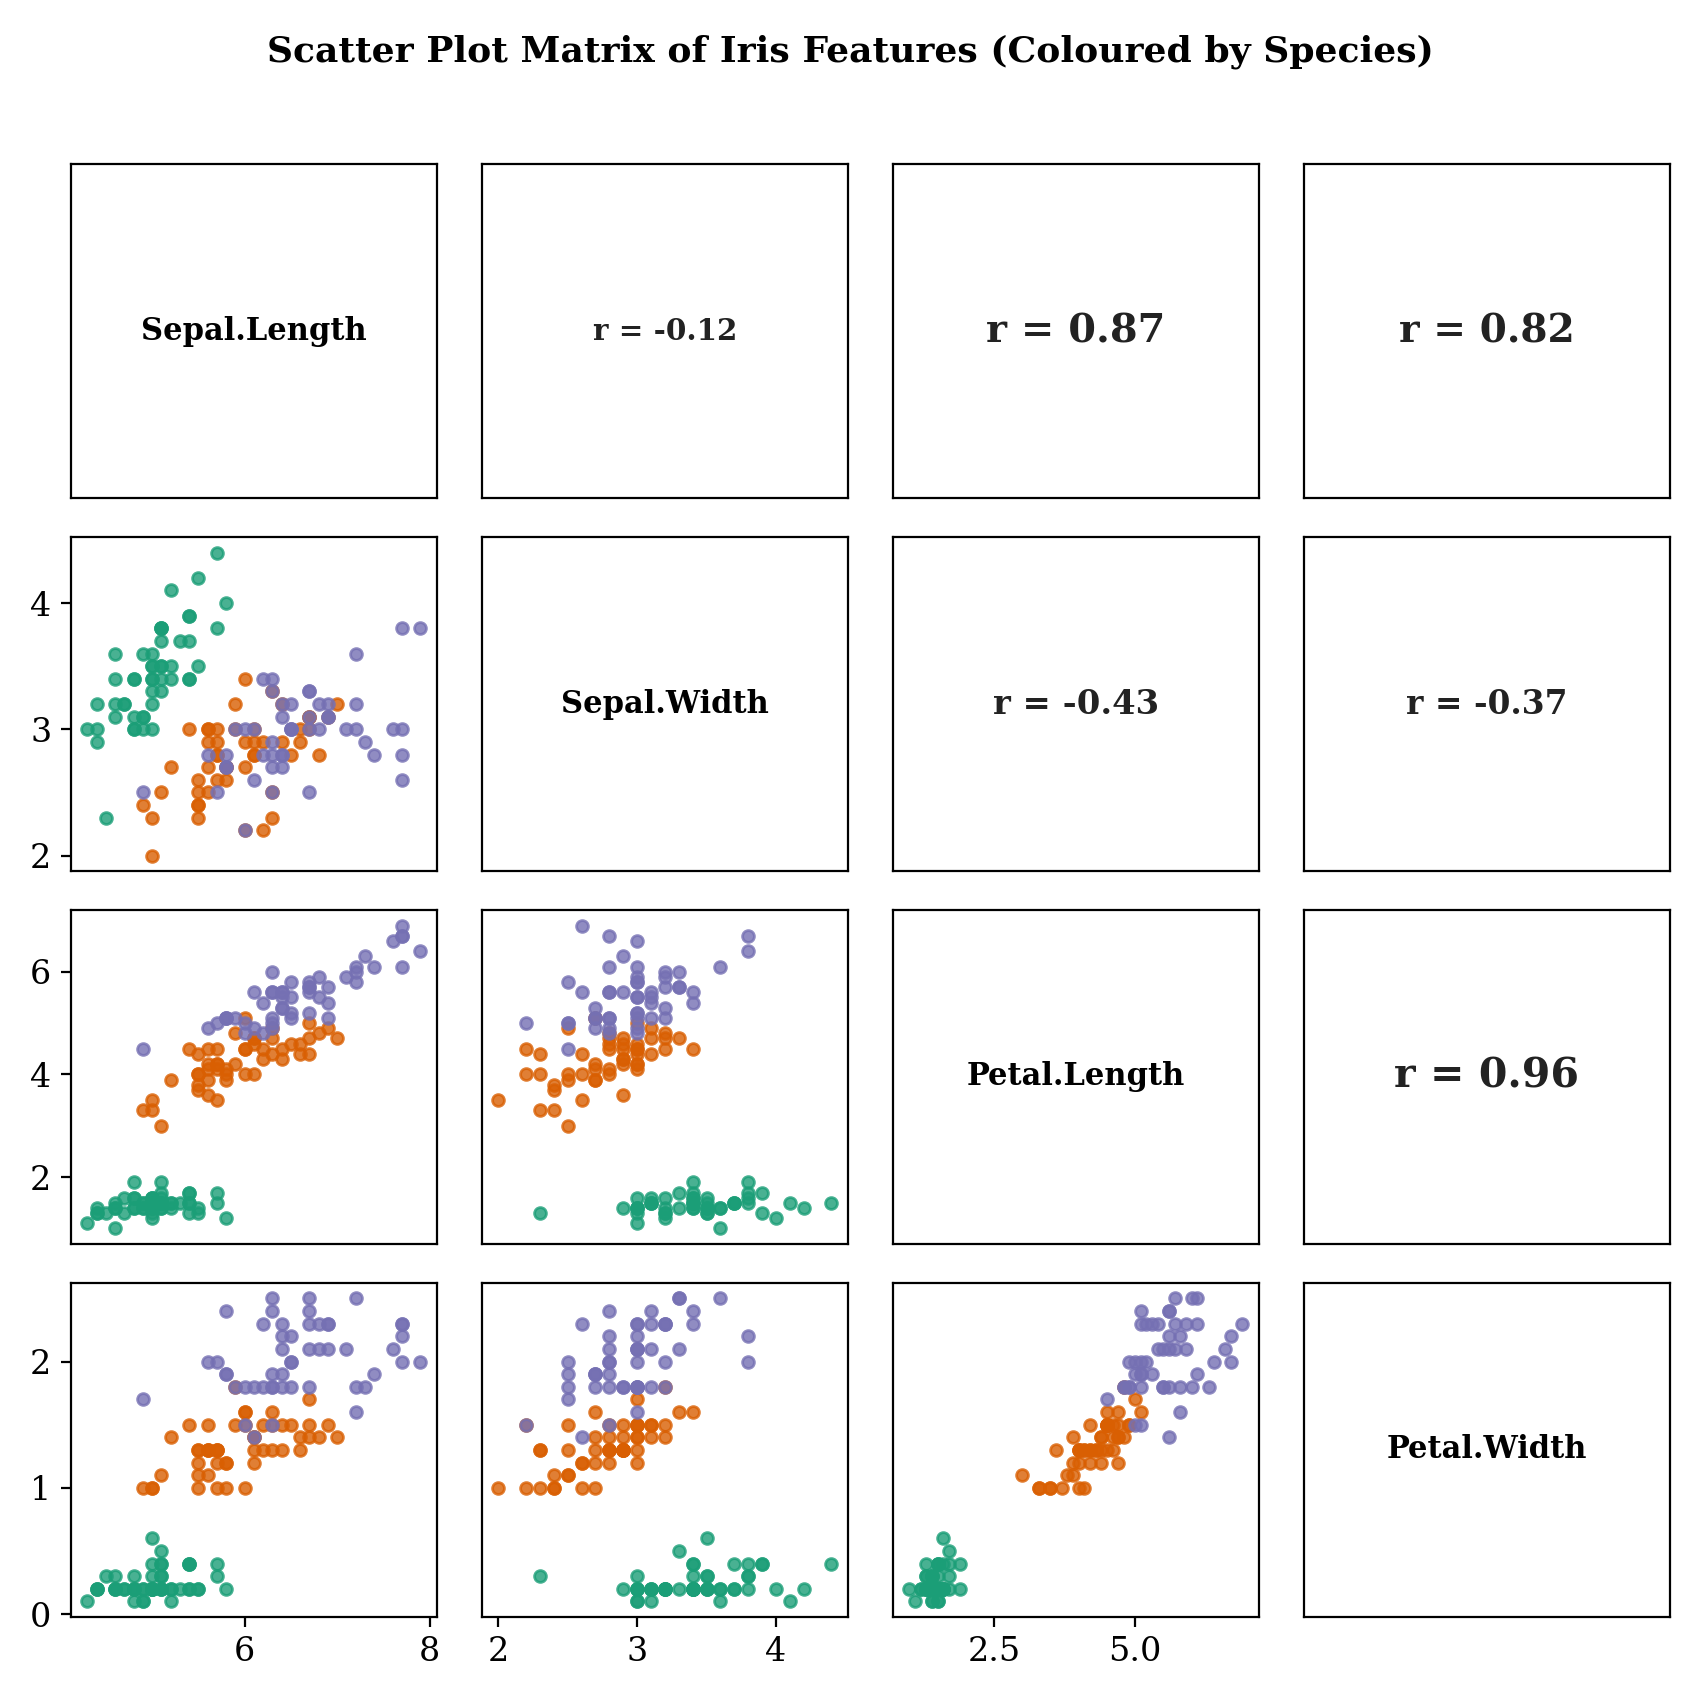 Scatter Plot Matrix of Iris Features (Coloured by Species)
Sepal.Length
r = -0.12
r = 0.87
r = 0.82
4
3
2
Sepal.Width
r = -0.43
r = -0.37
6
4
2
Petal.Length
r = 0.96
2
1
0
Petal.Width
6 8
2 3 4
2.5 5.0